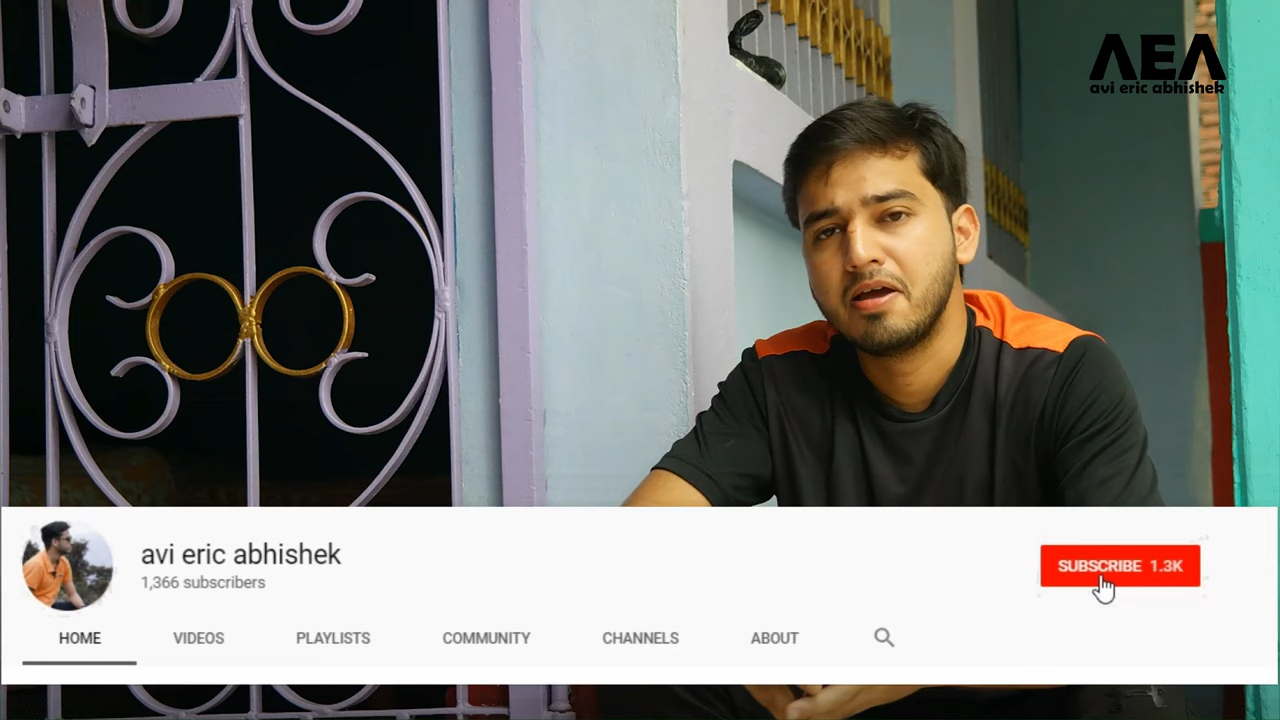 AEA
avi eric abhishek
avi eric abhishek
1,366 subscribers
SUBSCRIBE 1.3K
HOME VIDEOS PLAYLISTS COMMUNITY CHANNELS ABOUT